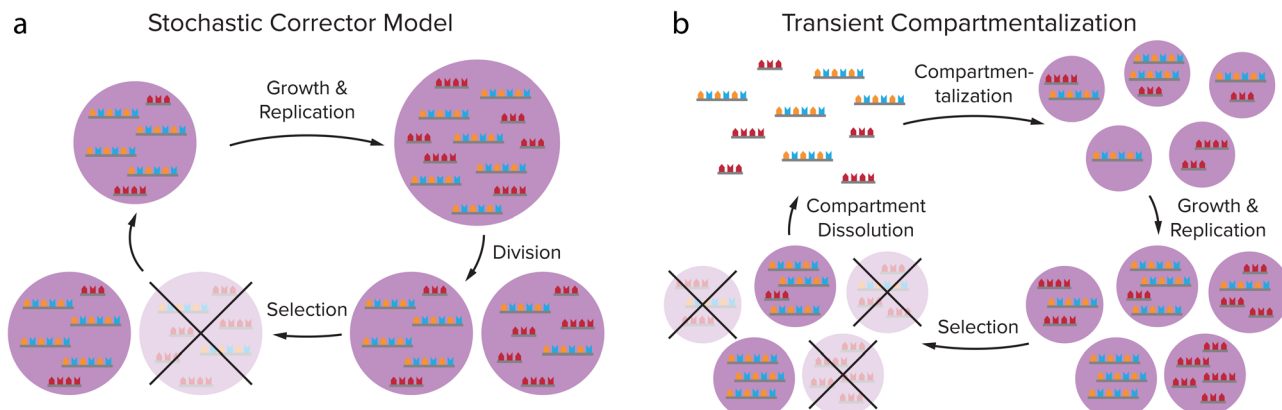 a
Stochastic Corrector Model
Growth &
Replication
Division
Selection
b
Transient Compartmentalization
Compartmen-
talization
Growth &
Replication
Selection
Compartment
Dissolution